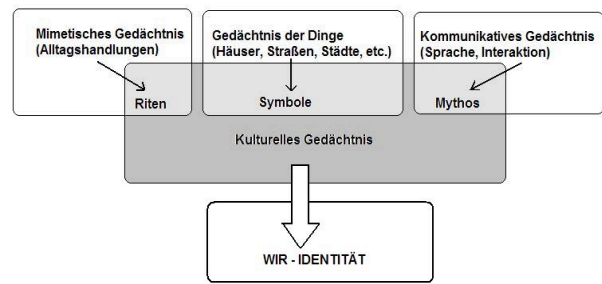 Mimetisches Gedächtnis
(Alltagshandlungen)
Riten
Gedächtnis der Dinge
(Häuser, Straßen, Städte, etc.)
Symbole
Kommunikatives Gedächtnis
(Sprache, Interaktion)
Mythos
Kulturelles Gedächtnis
WIR - IDENTITÄT